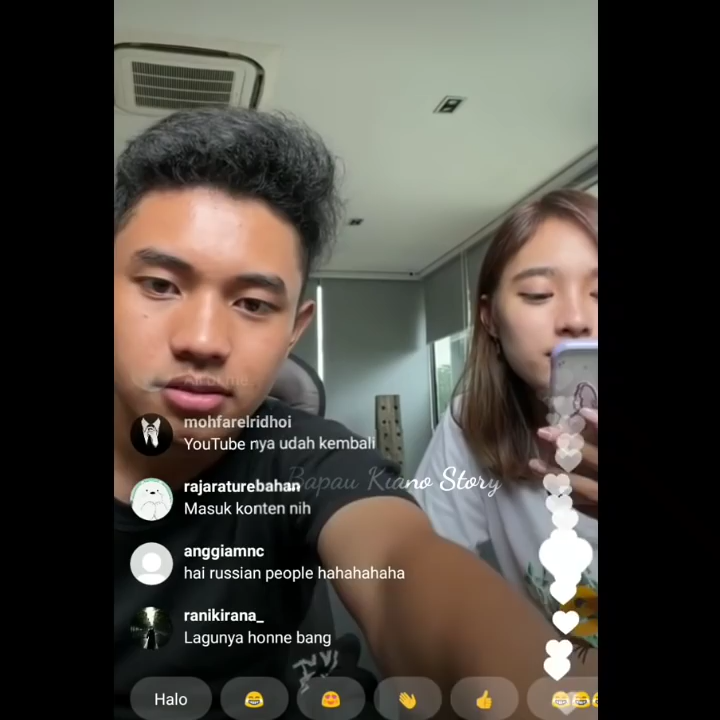 mohfarelridhoi
YouTube nya udah kembali
rajaraturebahan
Bapau Kiano Story
Masuk konten nih
anggiamnc
hai russian people hahahahaha
ranikirana_
Lagunya honne bang
Halo